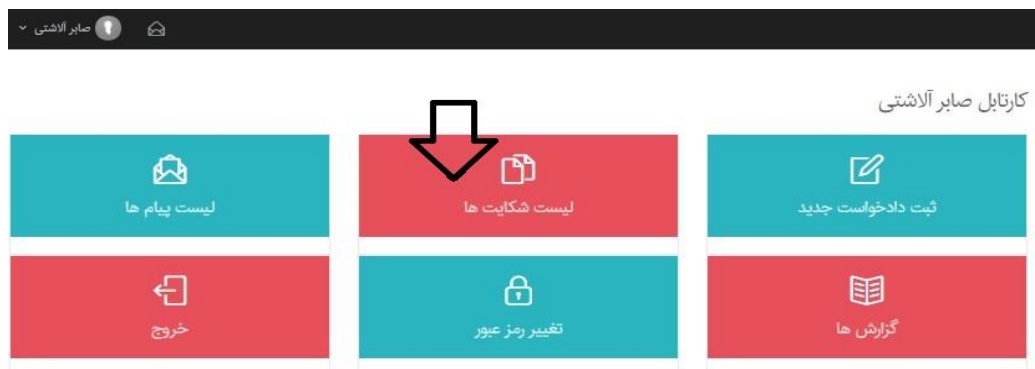 صابر آلاشتی
کارتابل صابر آلاشتی
ثبت دادخواست جدید
لیست شکایت ها
لیست پیام ها
گزارش ها
تغییر رمز عبور
خروج